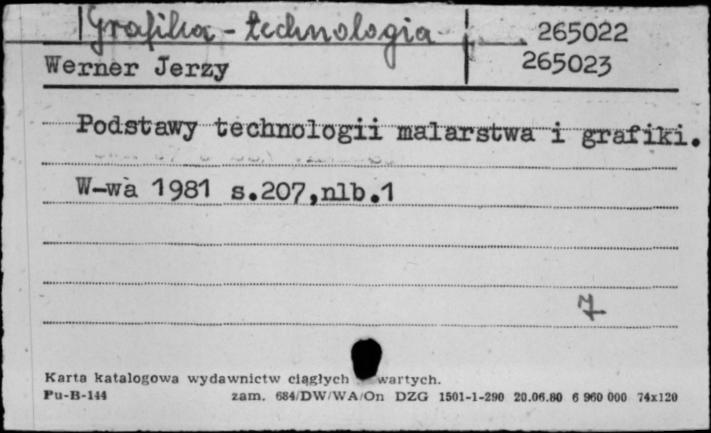 Grafika - technologia 265022
Werner Jerzy 265023
Podstawy technologii malarstwa i grafiki.
W-wa 1981 s.207,nlb.1
7
Karta katalogowa wydawnictw ciągłych wartych.
Pu-B-144 zam. 684/DW/WA/On DZG 1501-1-290 20.06.80 6 960 000 74x120